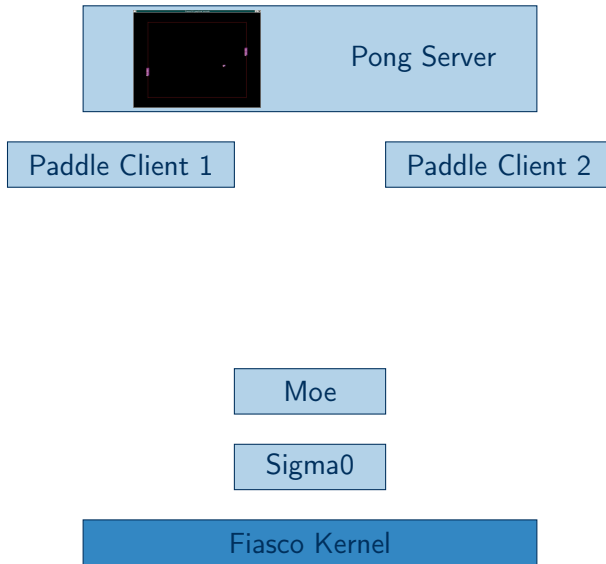 Pong Server
Paddle Client 1
Paddle Client 2
Moe
Sigma0
Fiasco Kernel